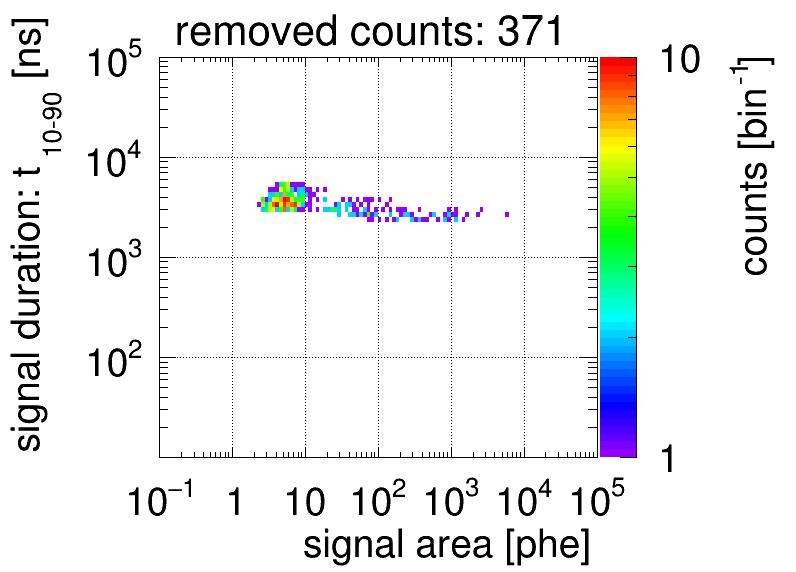 removed counts: 371
signal duration: t 10-90 [ns]
10^5
10^4
10^3
10^2
10^-1 1 10 10^2 10^3 10^4 10^5
signal area [phe]
10
1
counts [bin^-1]